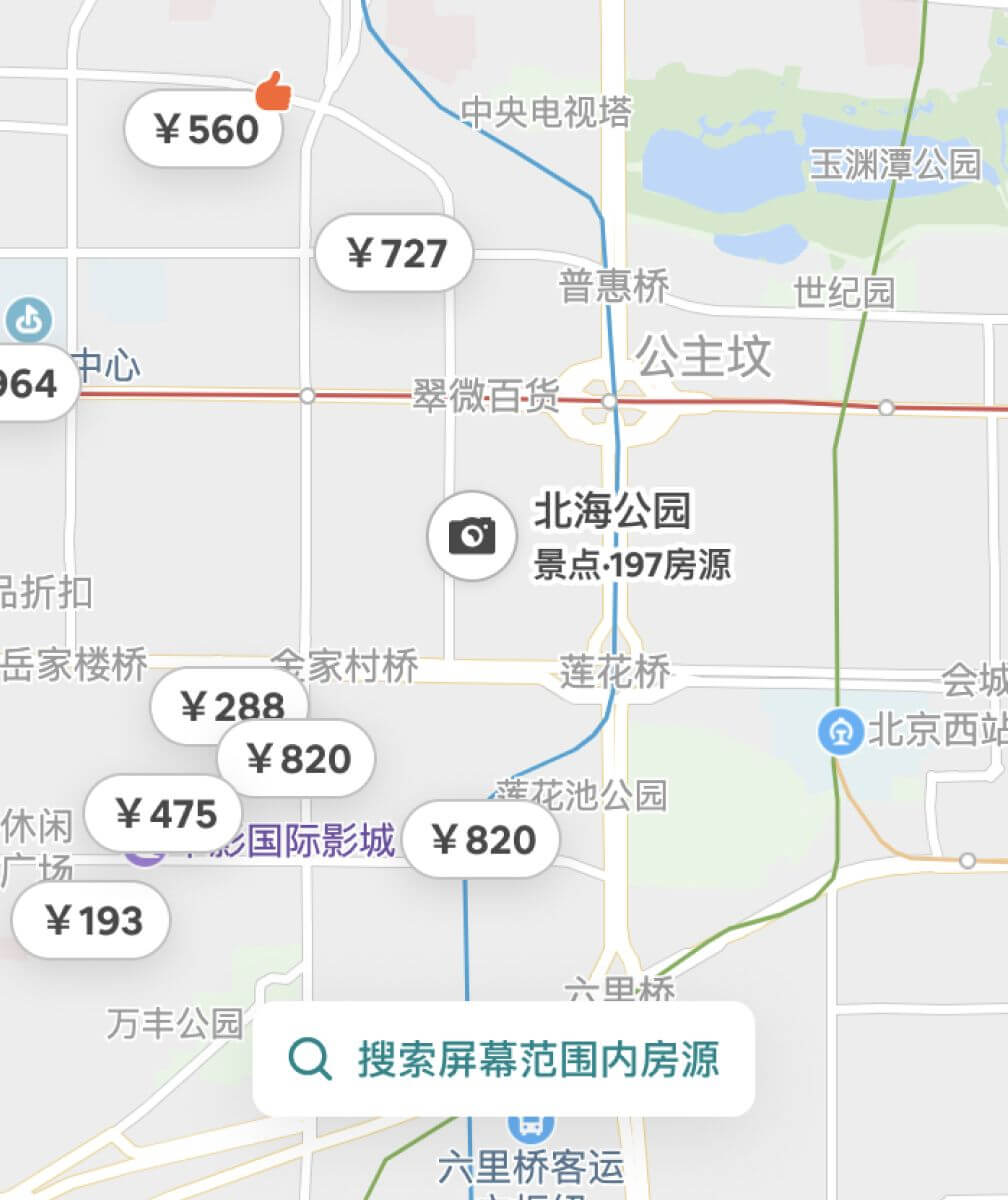 中央电视塔
¥560
玉渊潭公园
¥727
普惠桥
世纪园
公主坟
中心
964
翠微百货
北海公园
景点·197房源
品折扣
岳家楼桥
金家村桥
莲花桥
会城
¥288
北京西站
¥820
莲花池公园
¥475
休闲
广场
影国际影城
¥820
¥193
六里桥
万丰公园
搜索屏幕范围内房源
六里桥客运